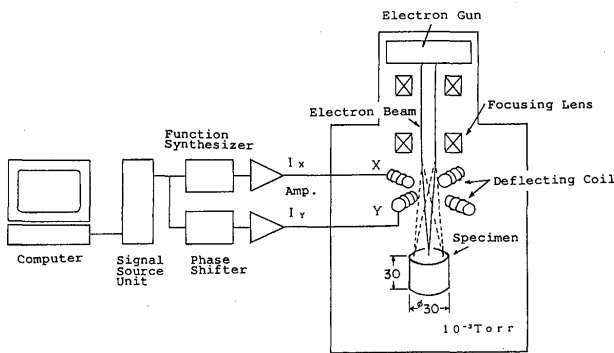 Electron Gun
Electron Beam
Focusing Lens
Function
Synthesizer
I X
X
Amp.
Deflecting Coil
I Y
Y
Specimen
Computer
Signal
Source
Unit
Phase
Shifter
30
ø30
10⁻³Torr